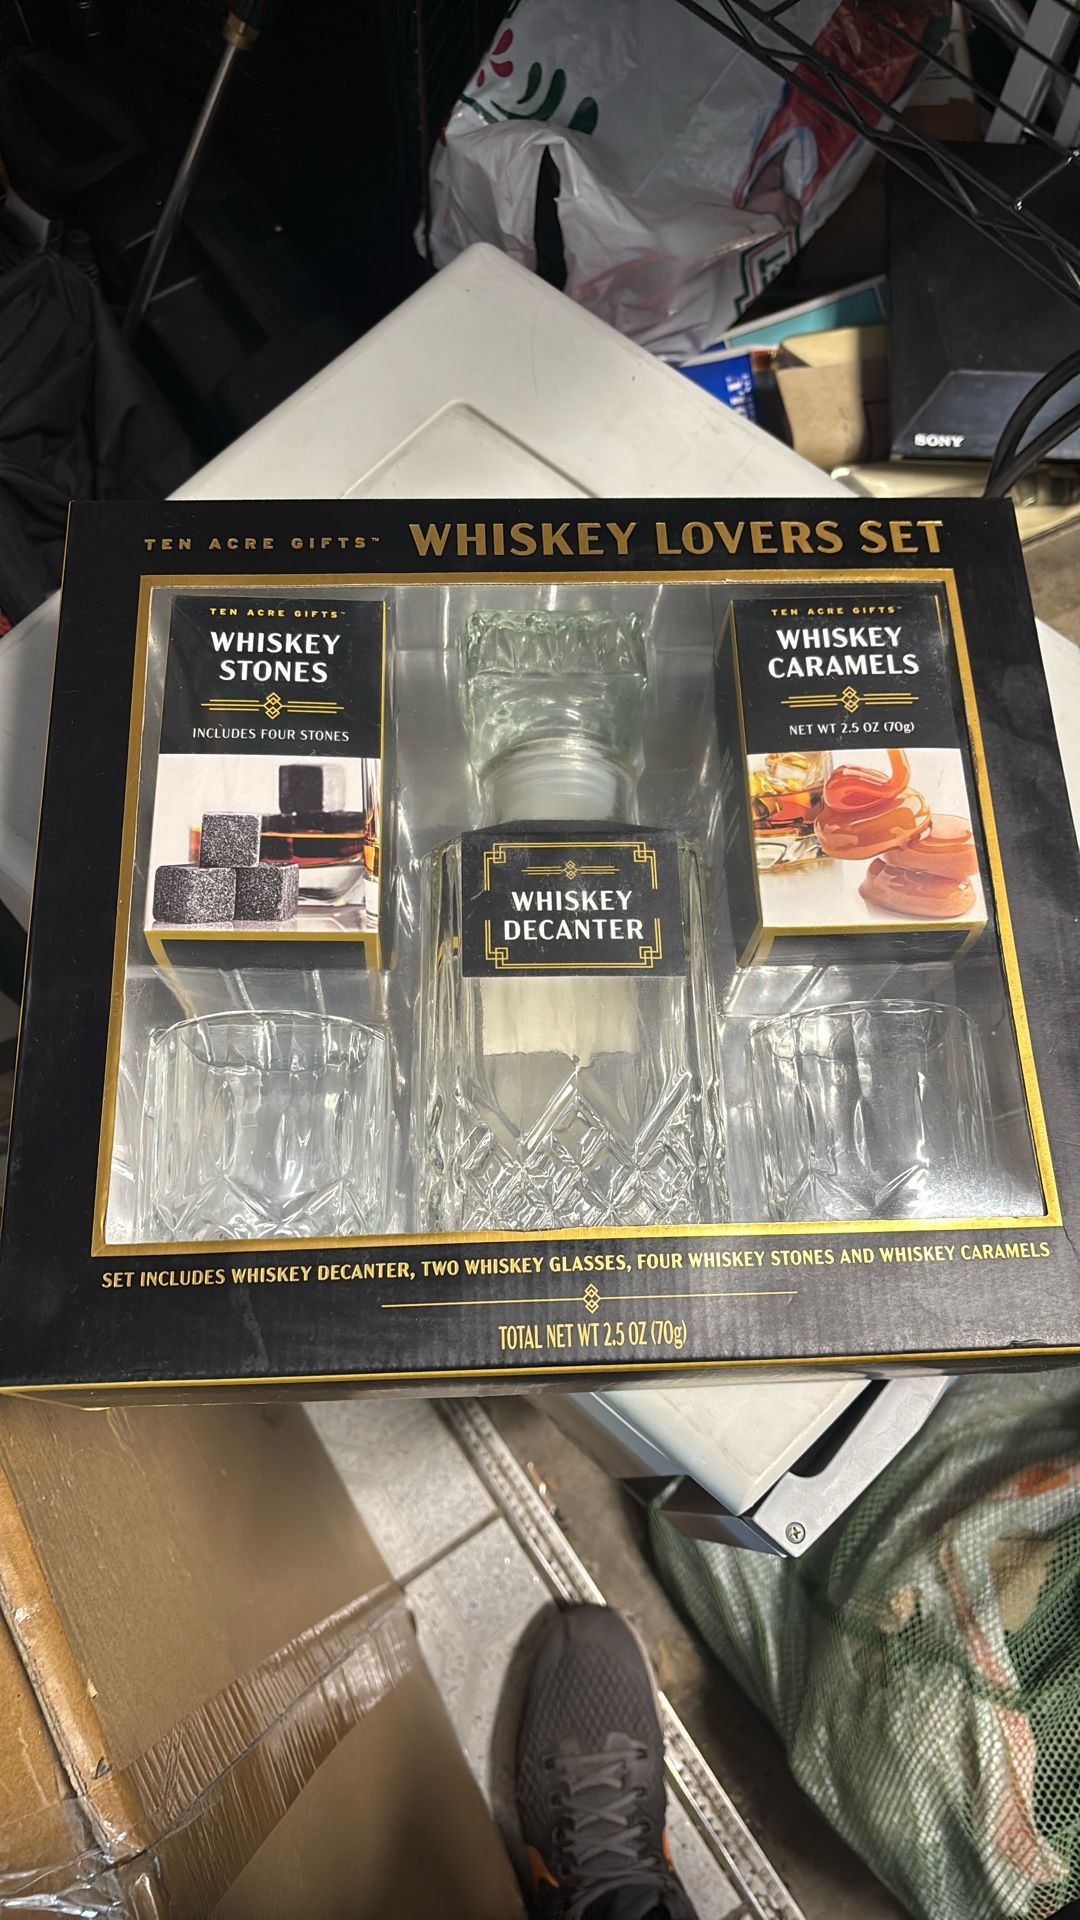 SONY
TEN ACRE GIFTS™ WHISKEY LOVERS SET
TEN ACRE GIFTS™
WHISKEY
STONES
INCLUDES FOUR STONES
TEN ACRE GIFTS™
WHISKEY
CARAMELS
NET WT 2.5 OZ (70g)
WHISKEY
DECANTER
SET INCLUDES WHISKEY DECANTER, TWO WHISKEY GLASSES, FOUR WHISKEY STONES AND WHISKEY CARAMELS
TOTAL NET WT 2.5 OZ (70g)